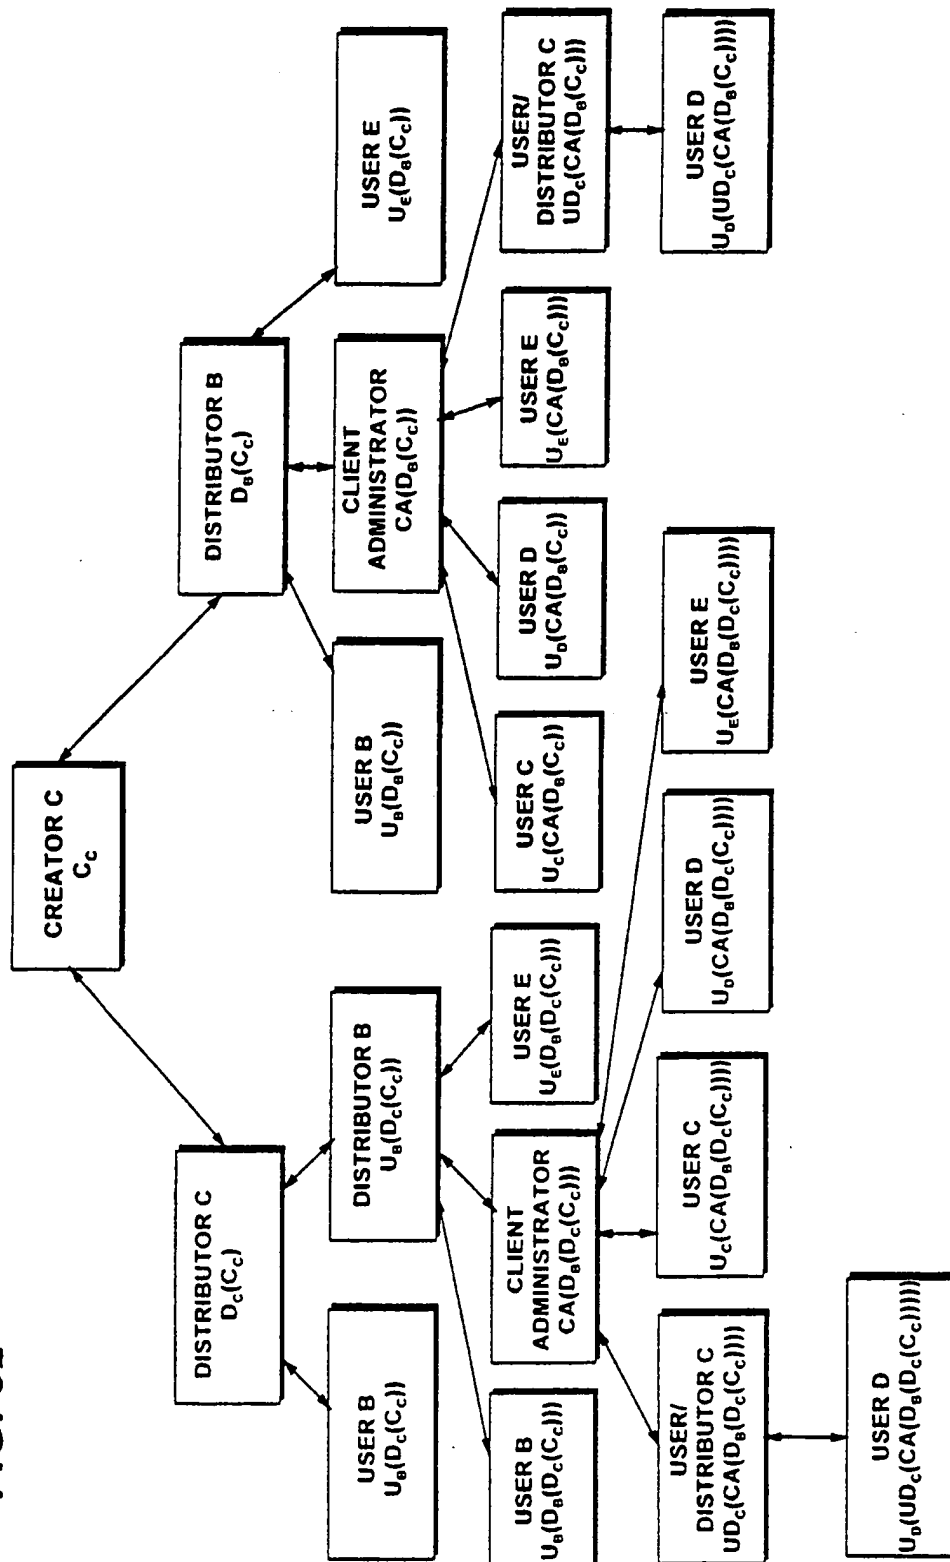 CREATOR C
C_C
DISTRIBUTOR C
D_C(C_C)
DISTRIBUTOR B
D_B(C_C)
USER B
U_B(D_C(C_C))
DISTRIBUTOR B
U_B(D_C(C_C))
USER B
U_B(D_B(C_C))
CLIENT
ADMINISTRATOR
CA(D_B(C_C))
USER E
U_E(D_B(C_C))
USER B
U_B(D_B(D_C(C_C)))
CLIENT
ADMINISTRATOR
CA(D_B(D_C(C_C)))
USER E
U_E(D_B(D_C(C_C)))
USER C
U_C(CA(D_B(C_C))
USER D
U_D(CA(D_B(C_C))
USER E
U_E(CA(D_B(C_C)))
USER/
DISTRIBUTOR C
UD_C(CA(D_B(C_C)))
USER/
DISTRIBUTOR C
UD_C(CA(D_B(D_C(C_C))))
USER C
U_C(CA(D_B(D_C(C_C))))
USER D
U_D(CA(D_B(D_C(C_C))))
USER E
U_E(CA(D_B(D_C(C_C))))
USER D
U_D(UD_C(CA(D_B(C_C))))
USER D
U_D(UD_C(CA(D_B(D_C(C_C)))))